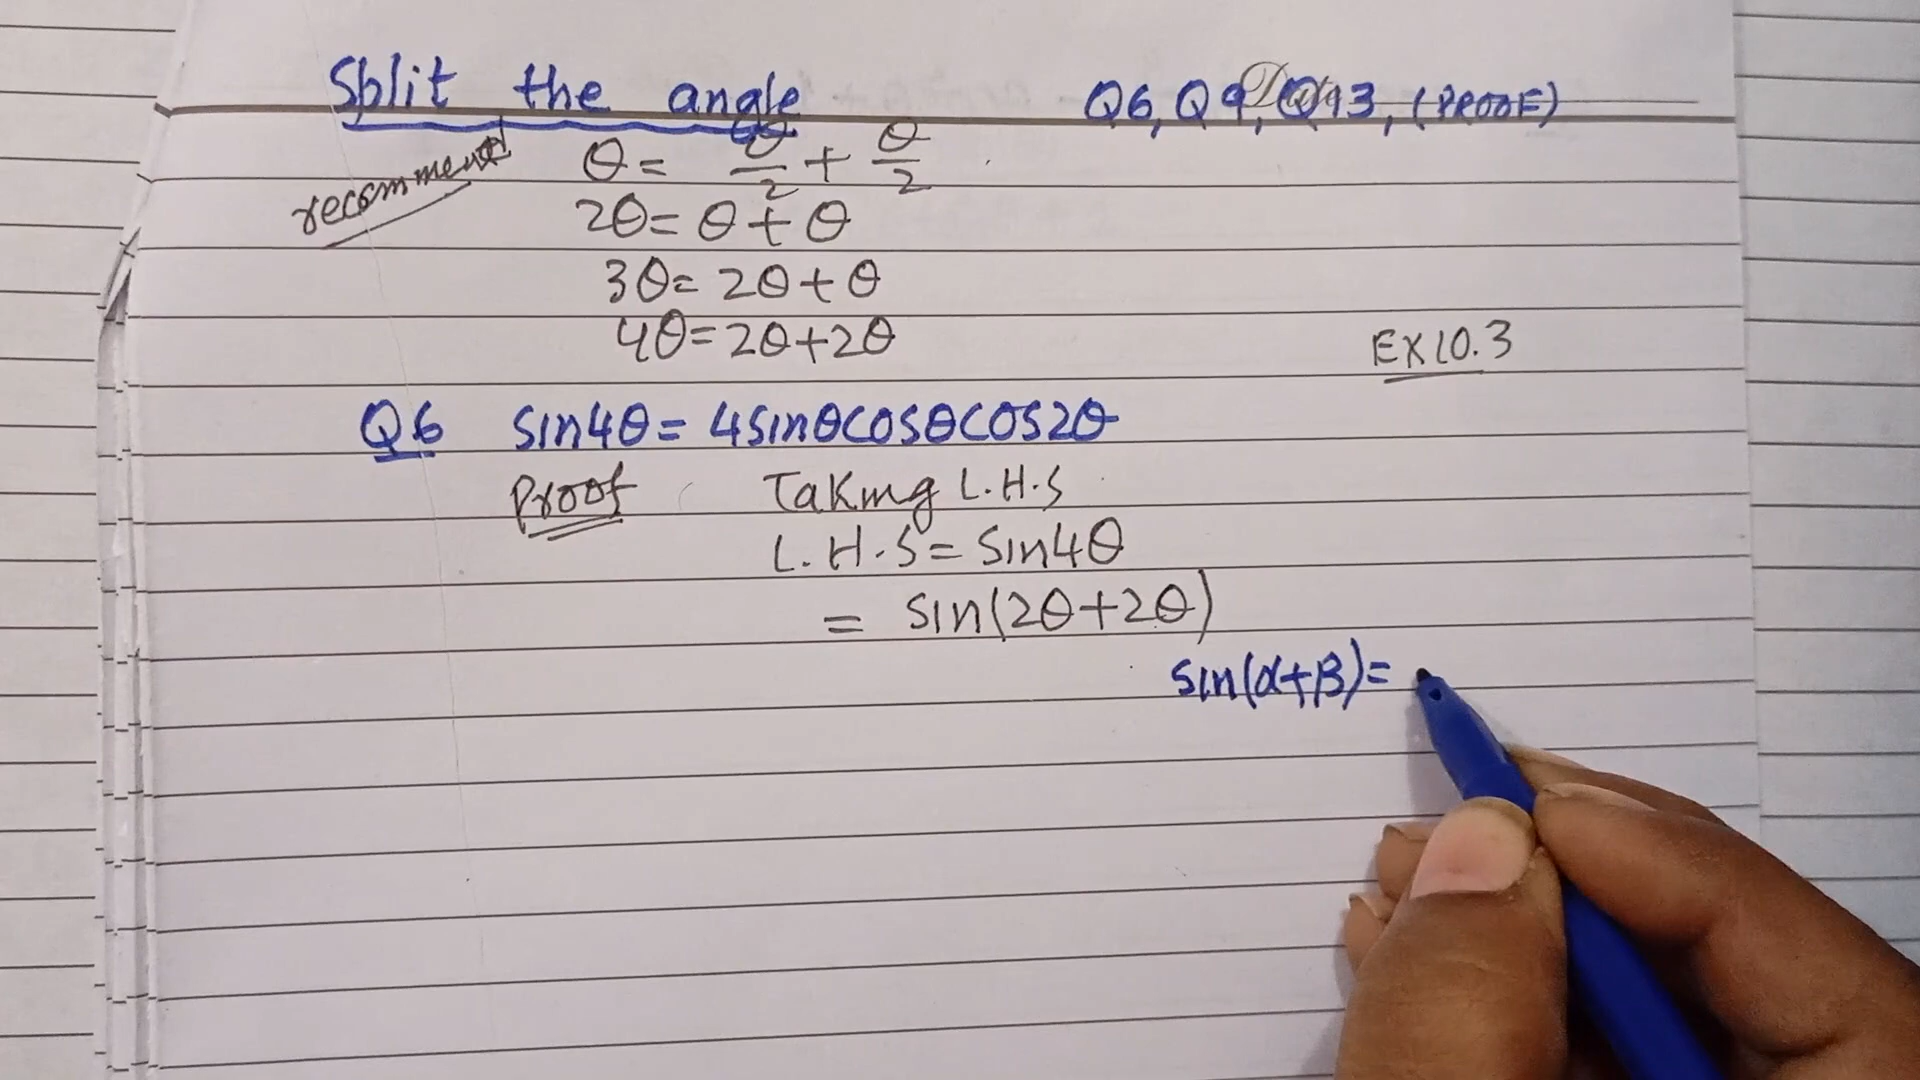 Split the angle Q6, Q9, Q13, (PROOF)
recomment θ = θ/2 + θ/2
2θ = θ + θ
3θ = 2θ + θ
4θ = 2θ + 2θ
EX 10.3
Q6 sin4θ = 4sinθcosθcos2θ
Proof Taking L.H.S
L.H.S = Sin4θ
= sin(2θ+2θ)
sin(α+β) =